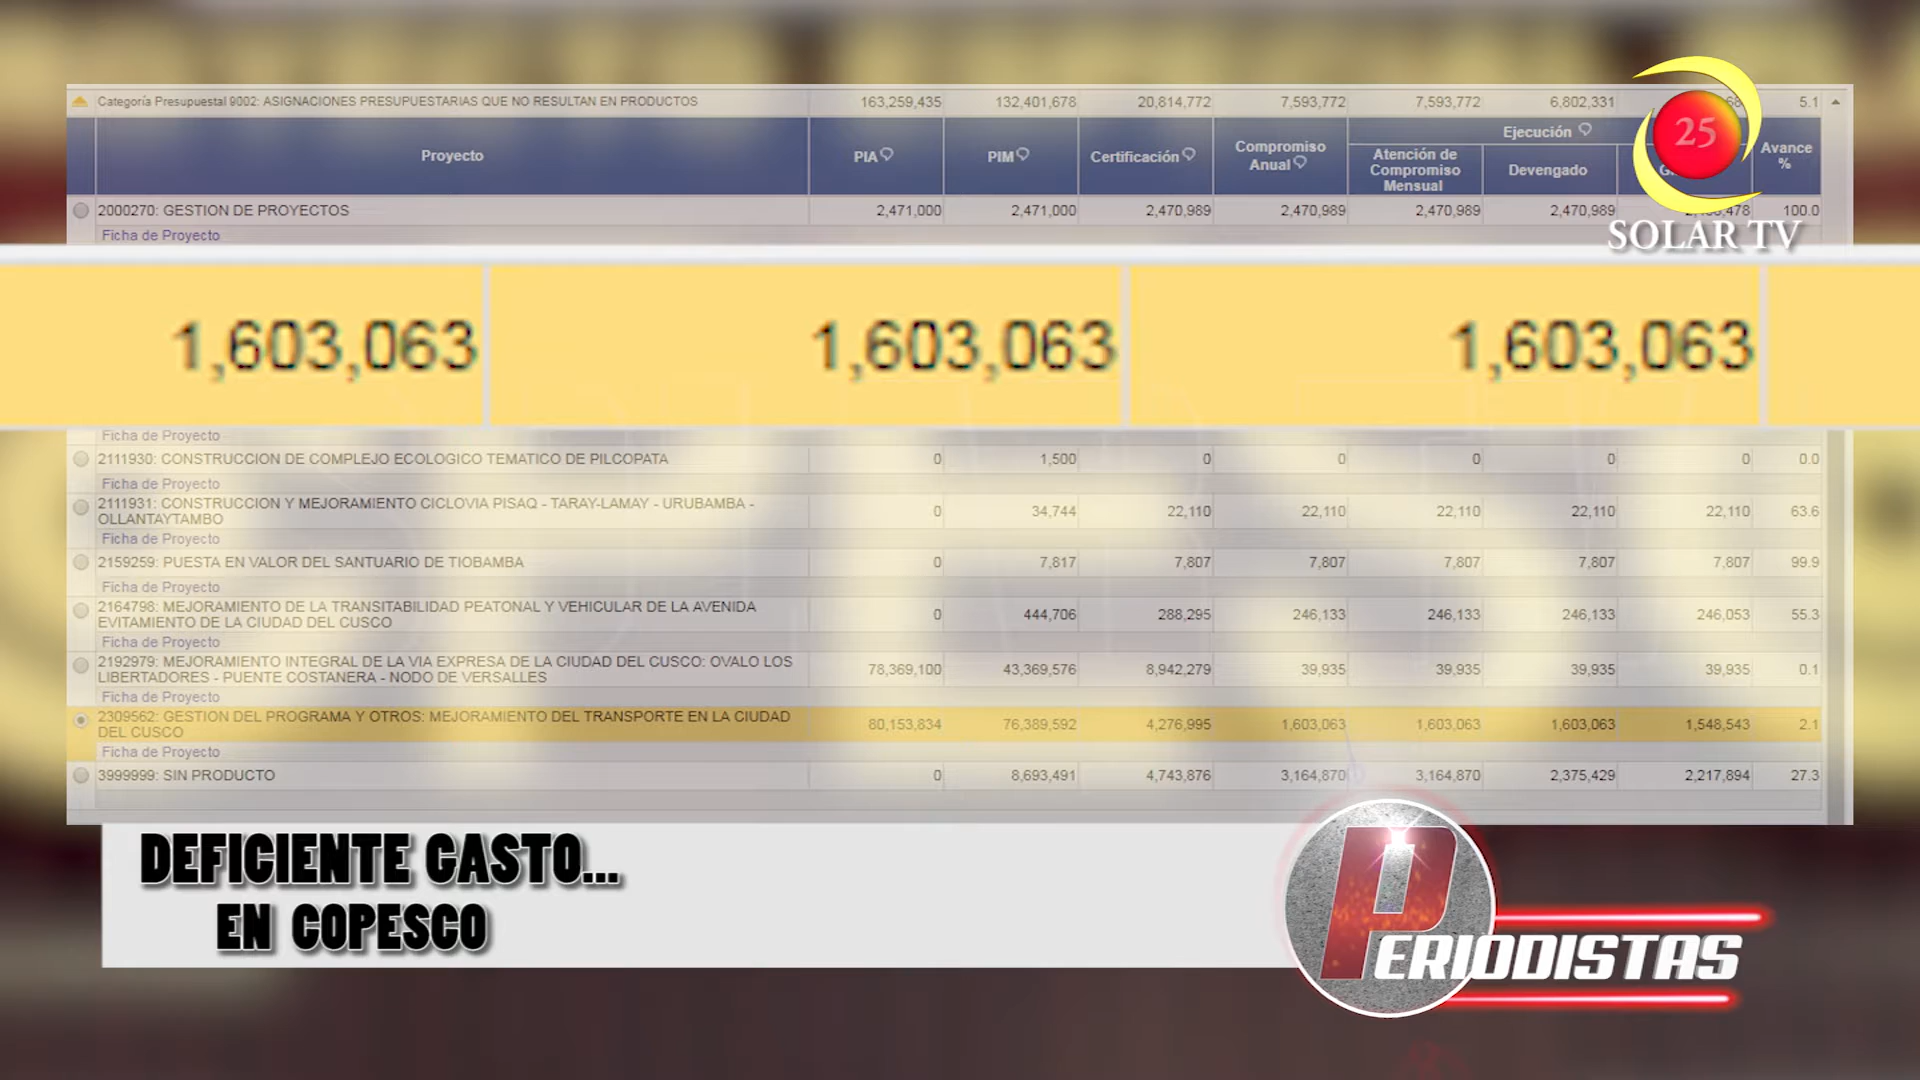 Categoría Presupuestal 9002: ASIGNACIONES PRESUPUESTARIAS QUE NO RESULTAN EN PRODUCTOS 163,259,435 132,401,678 20,814,772 7,593,772 7,593,772 6,802,331 5.1
Proyecto PIA PIM Certificación Compromiso Anual Ejecución Avance %
Atención de Compromiso Mensual Devengado
2000270: GESTION DE PROYECTOS 2,471,000 2,471,000 2,470,989 2,470,989 2,470,989 2,470,989 100.0
Ficha de Proyecto
25
SOLAR TV
1,603,063 1,603,063 1,603,063
Ficha de Proyecto
2111930: CONSTRUCCION DE COMPLEJO ECOLOGICO TEMATICO DE PILCOPATA 0 1,500 0 0 0 0 0 0.0
Ficha de Proyecto
2111931: CONSTRUCCION Y MEJORAMIENTO CICLOVIA PISAQ - TARAY-LAMAY - URUBAMBA -
OLLANTAYTAMBO 0 34,744 22,110 22,110 22,110 22,110 22,110 63.6
Ficha de Proyecto
2159259: PUESTA EN VALOR DEL SANTUARIO DE TIOBAMBA 0 7,817 7,807 7,807 7,807 7,807 7,807 99.9
Ficha de Proyecto
2164798: MEJORAMIENTO DE LA TRANSITABILIDAD PEATONAL Y VEHICULAR DE LA AVENIDA
EVITAMIENTO DE LA CIUDAD DEL CUSCO 0 444,706 288,295 246,133 246,133 246,133 246,053 55.3
Ficha de Proyecto
2192979: MEJORAMIENTO INTEGRAL DE LA VIA EXPRESA DE LA CIUDAD DEL CUSCO: OVALO LOS
LIBERTADORES - PUENTE COSTANERA - NODO DE VERSALLES 78,369,100 43,369,576 8,942,279 39,935 39,935 39,935 39,935 0.1
Ficha de Proyecto
2309562: GESTION DEL PROGRAMA Y OTROS: MEJORAMIENTO DEL TRANSPORTE EN LA CIUDAD
DEL CUSCO 80,153,834 76,389,592 4,276,995 1,603,063 1,603,063 1,603,063 1,548,543 2.1
Ficha de Proyecto
3999999: SIN PRODUCTO 0 8,693,491 4,743,876 3,164,870 3,164,870 2,375,429 2,217,894 27.3
DEFICIENTE GASTO...
EN COPESCO
PERIODISTAS